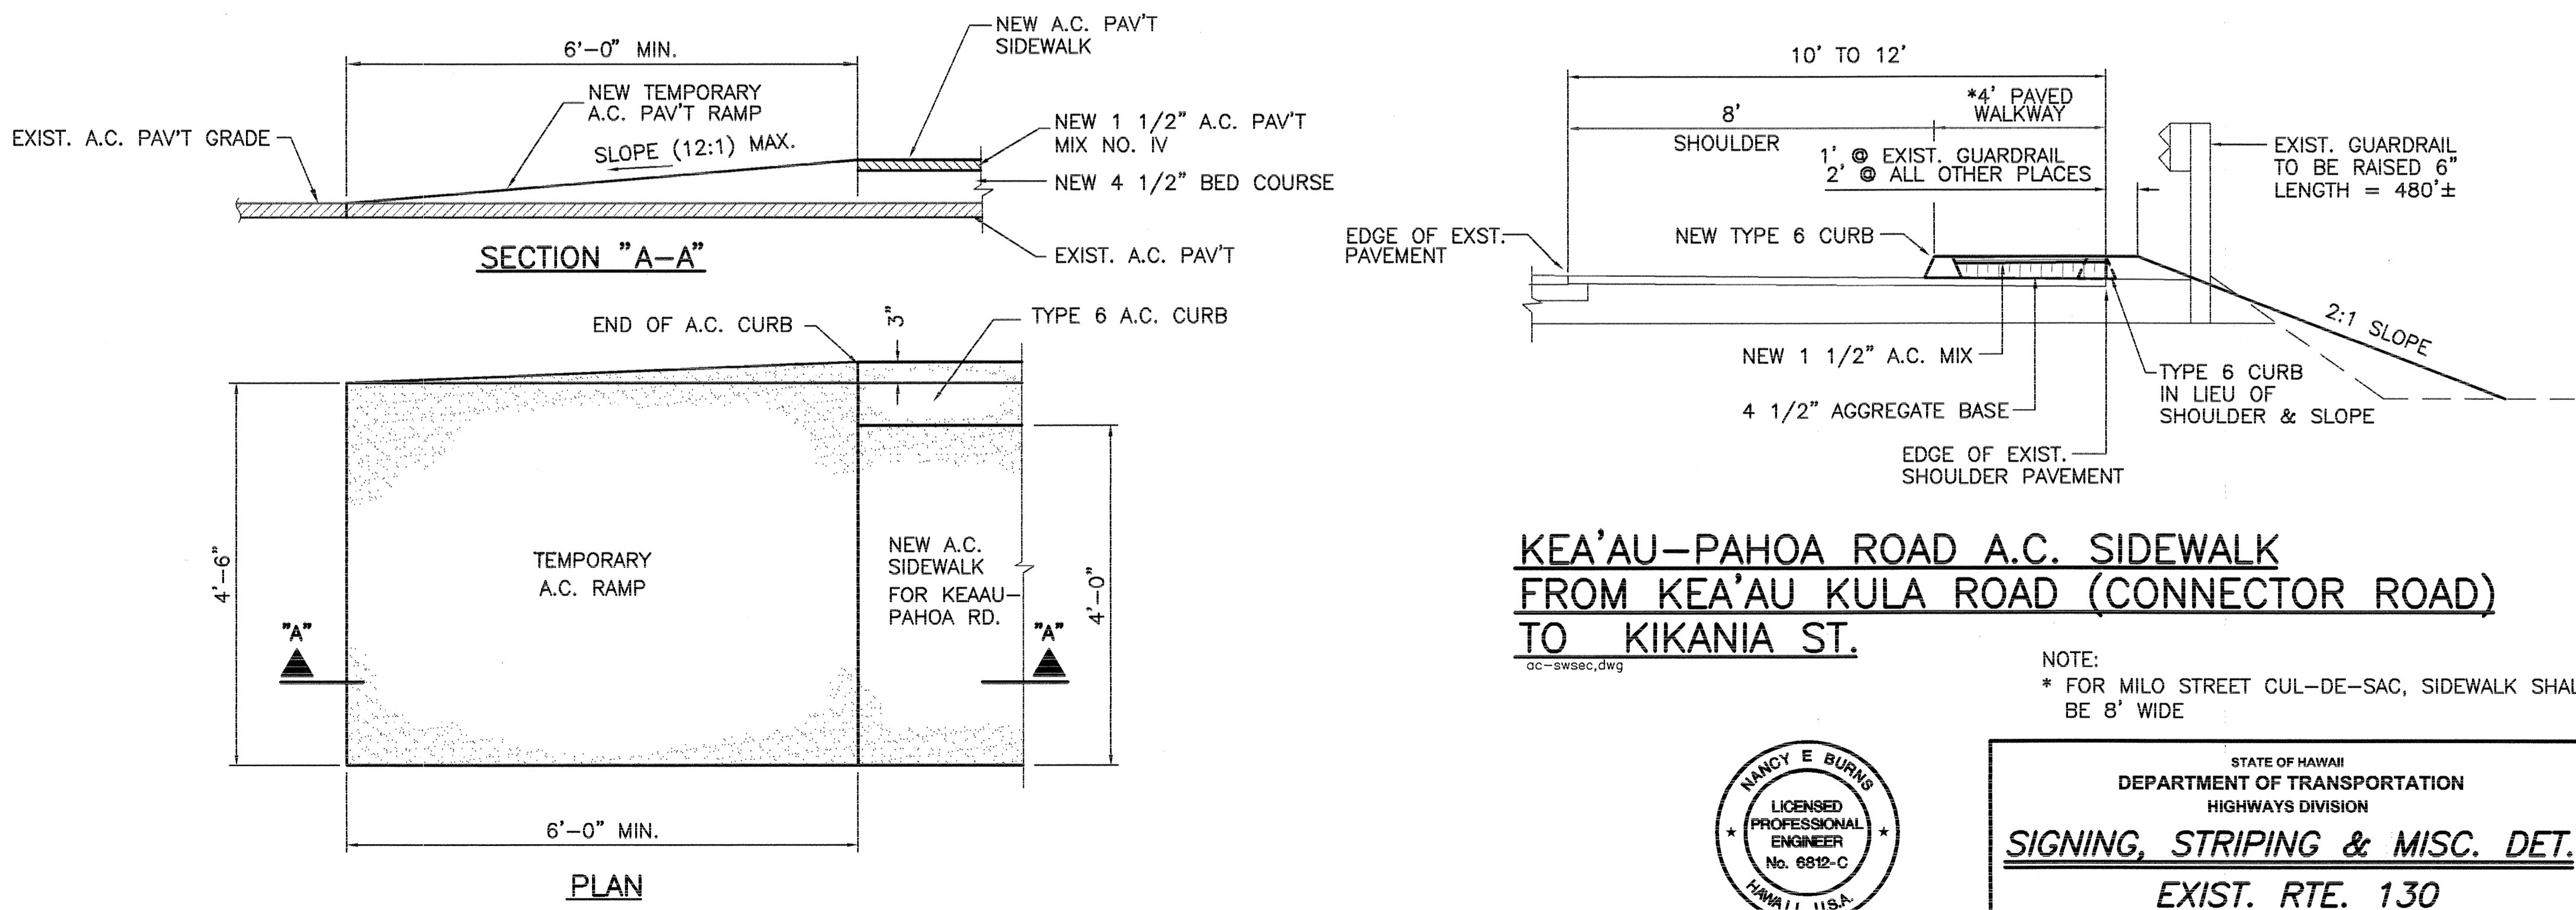 6'-0" MIN.
NEW A.C. PAV'T
SIDEWALK
NEW TEMPORARY
A.C. PAV'T RAMP
EXIST. A.C. PAV'T GRADE
SLOPE (12:1) MAX.
NEW 1 1/2" A.C. PAV'T
MIX NO. IV
NEW 4 1/2" BED COURSE
EXIST. A.C. PAV'T
SECTION "A-A"
END OF A.C. CURB
3"
TYPE 6 A.C. CURB
4'-6"
TEMPORARY
A.C. RAMP
NEW A.C.
SIDEWALK
FOR KEAAU-
PAHOA RD.
4'-0"
"A"
"A"
6'-0" MIN.
PLAN
10' TO 12'
*4' PAVED
WALKWAY
8'
SHOULDER
1' @ EXIST. GUARDRAIL
2' @ ALL OTHER PLACES
EXIST. GUARDRAIL
TO BE RAISED 6"
LENGTH = 480'±
EDGE OF EXST.
PAVEMENT
NEW TYPE 6 CURB
2:1 SLOPE
NEW 1 1/2" A.C. MIX
4 1/2" AGGREGATE BASE
TYPE 6 CURB
IN LIEU OF
SHOULDER & SLOPE
EDGE OF EXIST.
SHOULDER PAVEMENT
KEA'AU-PAHOA ROAD A.C. SIDEWALK
FROM KEA'AU KULA ROAD (CONNECTOR ROAD)
TO KIKANIA ST.
ac-swsec,dwg
NOTE:
* FOR MILO STREET CUL-DE-SAC, SIDEWALK SHAL
BE 8' WIDE
NANCY E BURNS
LICENSED
PROFESSIONAL
ENGINEER
No. 6812-C
HAWAII, U.S.A.
STATE OF HAWAII
DEPARTMENT OF TRANSPORTATION
HIGHWAYS DIVISION
SIGNING, STRIPING & MISC. DET.
EXIST. RTE. 130